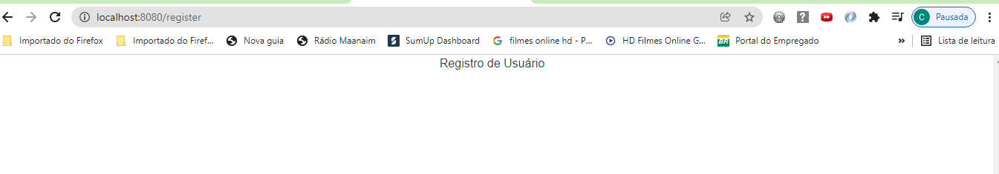 localhost:8080/register
C Pausada
Importado do Firefox Importado do Firef... Nova guia Rádio Maanaim SumUp Dashboard filmes online hd - P... HD Filmes Online G... BR Portal do Empregado » Lista de leitura
Registro de Usuário